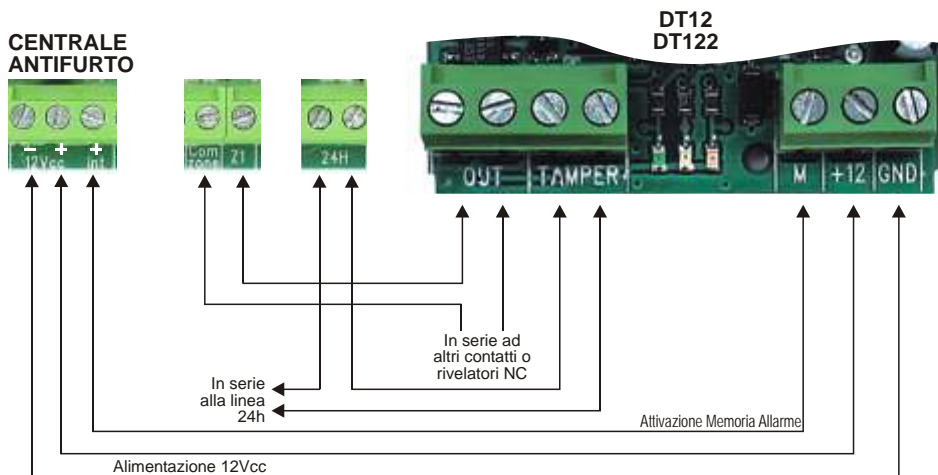 DT12
DT122
CENTRALE
ANTIFURTO
− + +
12Vcc int
Com
zone Z1
24H
OUT TAMPER
M +12 GND
In serie ad
altri contatti o
rivelatori NC
In serie
alla linea
24h
Attivazione Memoria Allarme
Alimentazione 12Vcc